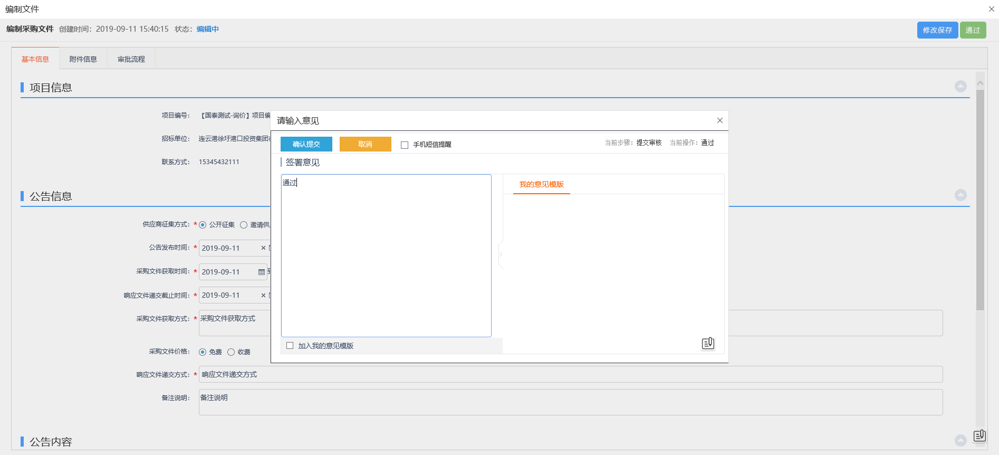 编制文件
编制采购文件 创建时间：2019-09-11 15:40:15 状态：编辑中 修改保存 通过
基本信息 附件信息 审批流程
项目信息
项目编号： 【国泰测试-询价】项目编
招标单位： 连云港徐圩港口投资集团
联系方式： 15345432111
请输入意见
确认提交 取消 手机短信提醒 当前步骤：提交审核 当前操作：通过
签署意见
通过
我的意见模版
加入我的意见模版
公告信息
供应商征集方式： * 公开征集 邀请供
公告发布时间： * 2019-09-11
采购文件获取时间： * 2019-09-11
响应文件递交截止时间： * 2019-09-11
采购文件获取方式： * 采购文件获取方式
采购文件价格： 免费 收费
响应文件递交方式： * 响应文件递交方式
备注说明： 备注说明
公告内容